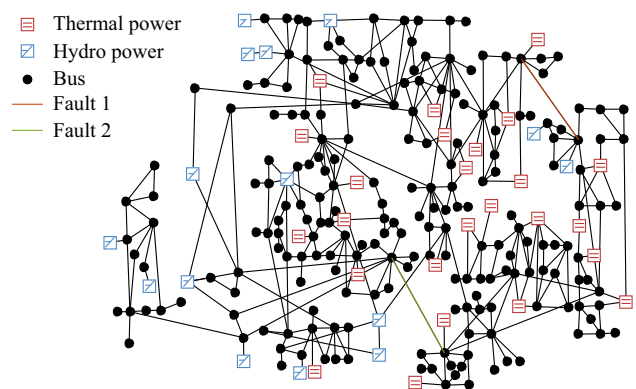 Thermal power
Hydro power
Bus
Fault 1
Fault 2